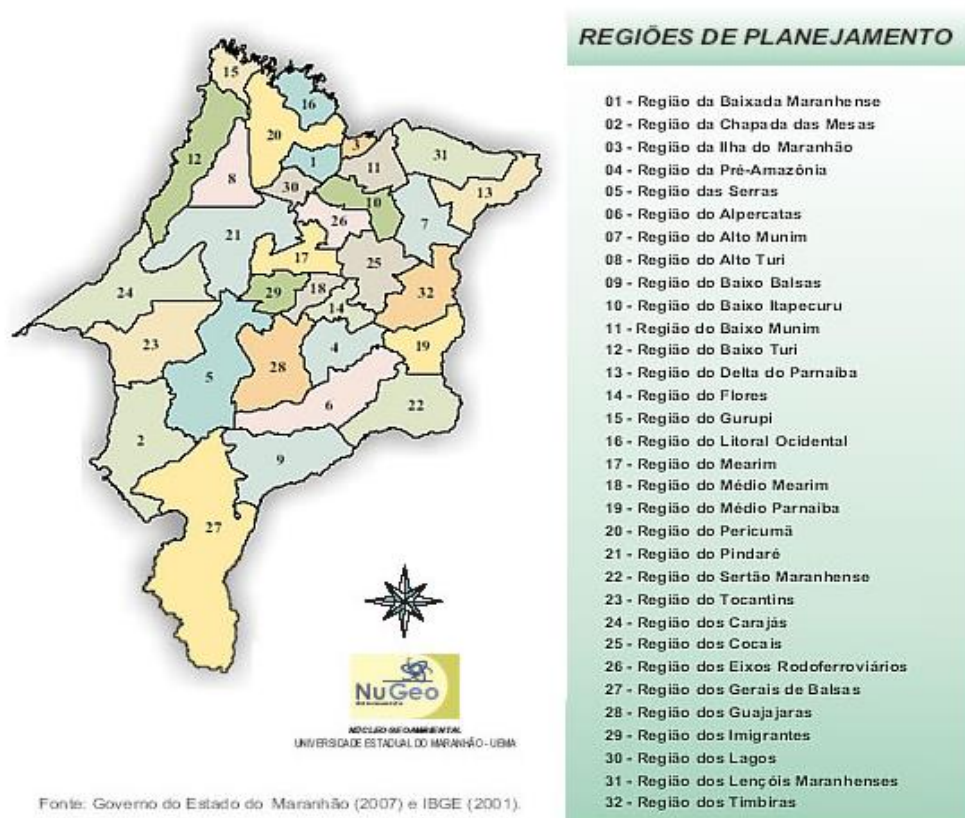 REGIÕES DE PLANEJAMENTO
01 - Região da Baixada Maranhense
02 - Região da Chapada das Mesas
03 - Região da Ilha do Maranhão
04 - Região da Pré-Amazônia
05 - Região das Serras
06 - Região do Alpercatas
07 - Região do Alto Munim
08 - Região do Alto Turi
09 - Região do Baixo Balsas
10 - Região do Baixo Itapecuru
11 - Região do Baixo Munim
12 - Região do Baixo Turi
13 - Região do Delta do Parnaíba
14 - Região do Flores
15 - Região do Gurupi
16 - Região do Litoral Ocidental
17 - Região do Mearim
18 - Região do Médio Mearim
19 - Região do Médio Parnaíba
20 - Região do Pericumã
21 - Região do Pindaré
22 - Região do Sertão Maranhense
23 - Região do Tocantins
24 - Região dos Carajás
25 - Região dos Cocais
26 - Região dos Eixos Rodoferroviários
27 - Região dos Gerais de Balsas
28 - Região dos Guajajaras
29 - Região dos Imigrantes
30 - Região dos Lagos
31 - Região dos Lençóis Maranhenses
32 - Região dos Timbiras
15
16
20
12
3
31
1
11
8
30
13
10
26
7
21
17
25
24
29
18
32
14
23
4
19
28
5
6
22
2
9
27
NuGeo
NÚCLEO GEOAMBIENTAL
UNIVERSIDADE ESTADUAL DO MARANHÃO - UEMA
Fonte: Governo do Estado do Maranhão (2007) e IBGE (2001).